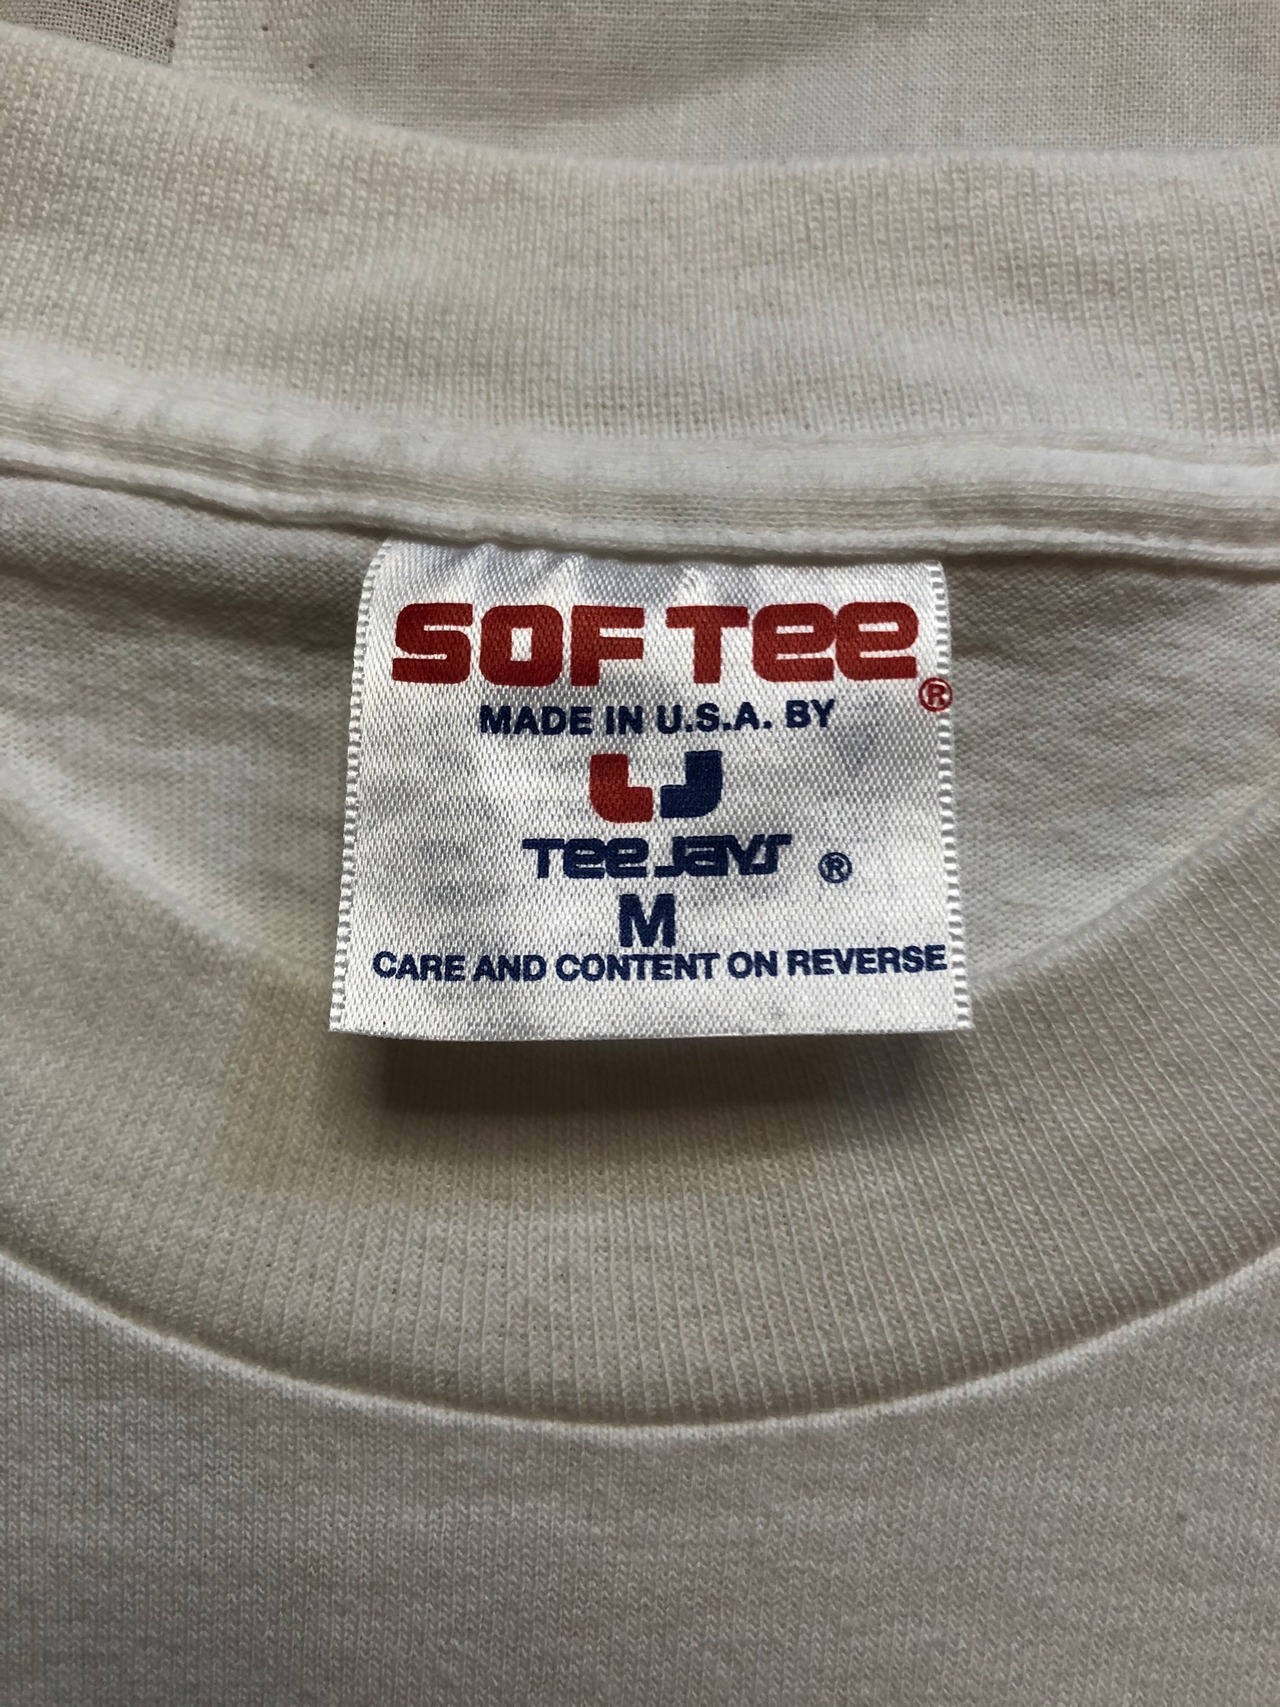 SOF TEE ®
MADE IN U.S.A. BY
TEE JAYS ®
M
CARE AND CONTENT ON REVERSE